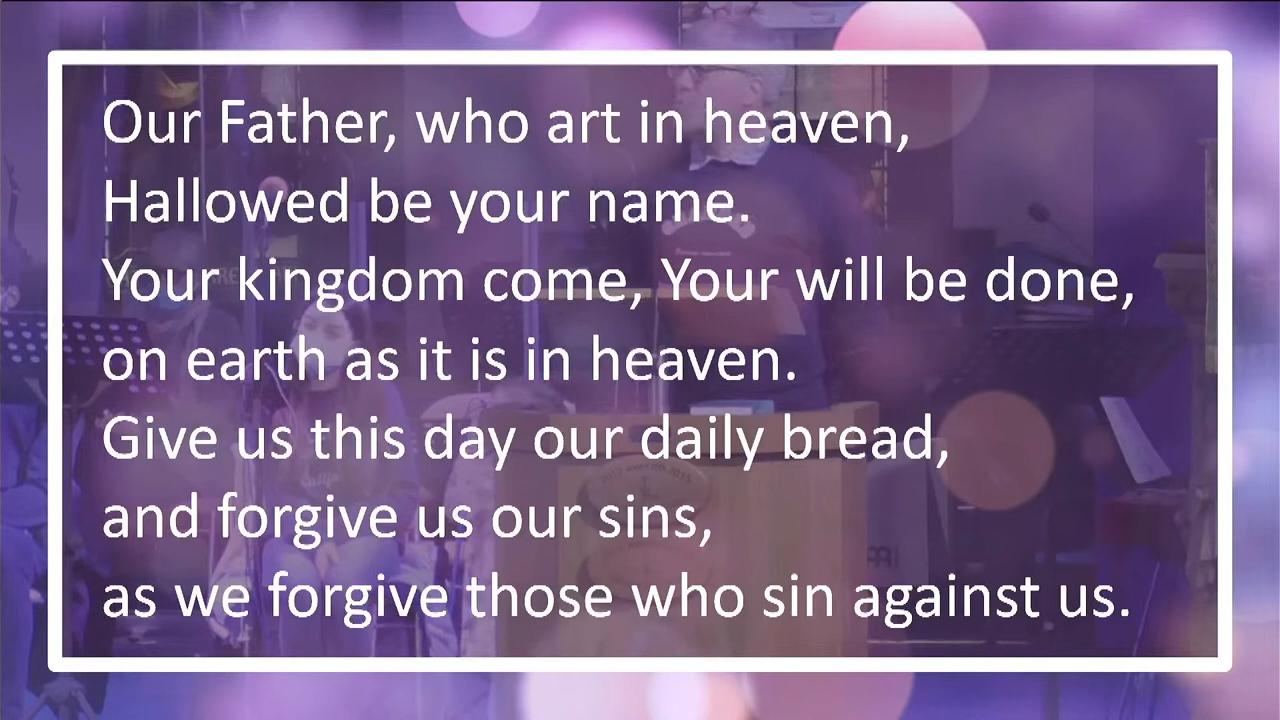 Our Father, who art in heaven,
Hallowed be your name.
Your kingdom come, Your will be done,
on earth as it is in heaven.
Give us this day our daily bread,
and forgive us our sins,
as we forgive those who sin against us.